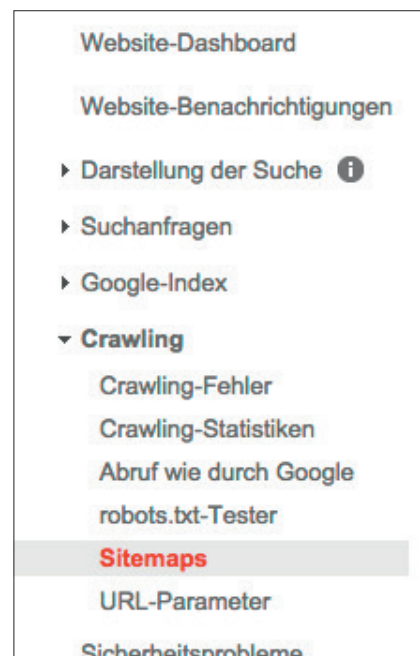 Website-Dashboard
Website-Benachrichtigungen
Darstellung der Suche
Suchanfragen
Google-Index
Crawling
Crawling-Fehler
Crawling-Statistiken
Abruf wie durch Google
robots.txt-Tester
Sitemaps
URL-Parameter
Sicherheitsprobleme